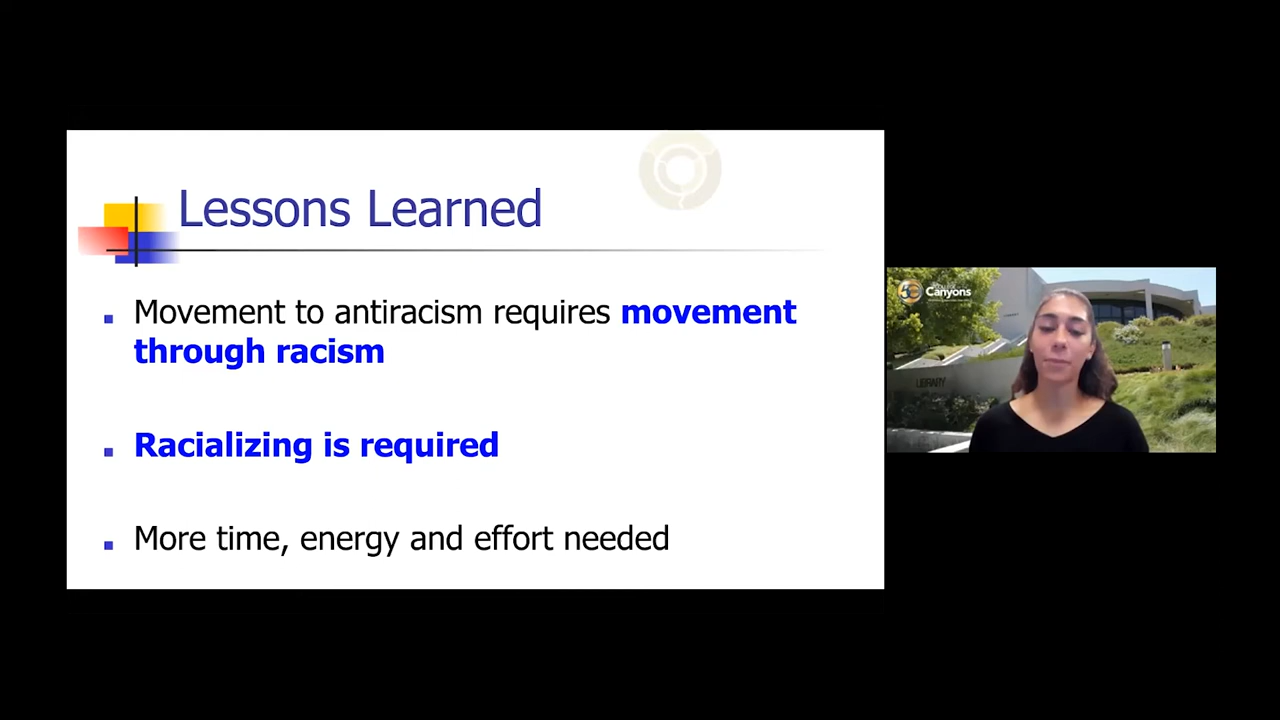 Lessons Learned
Movement to antiracism requires movement
through racism
Racializing is required
More time, energy and effort needed
Canyons
LIBRARY